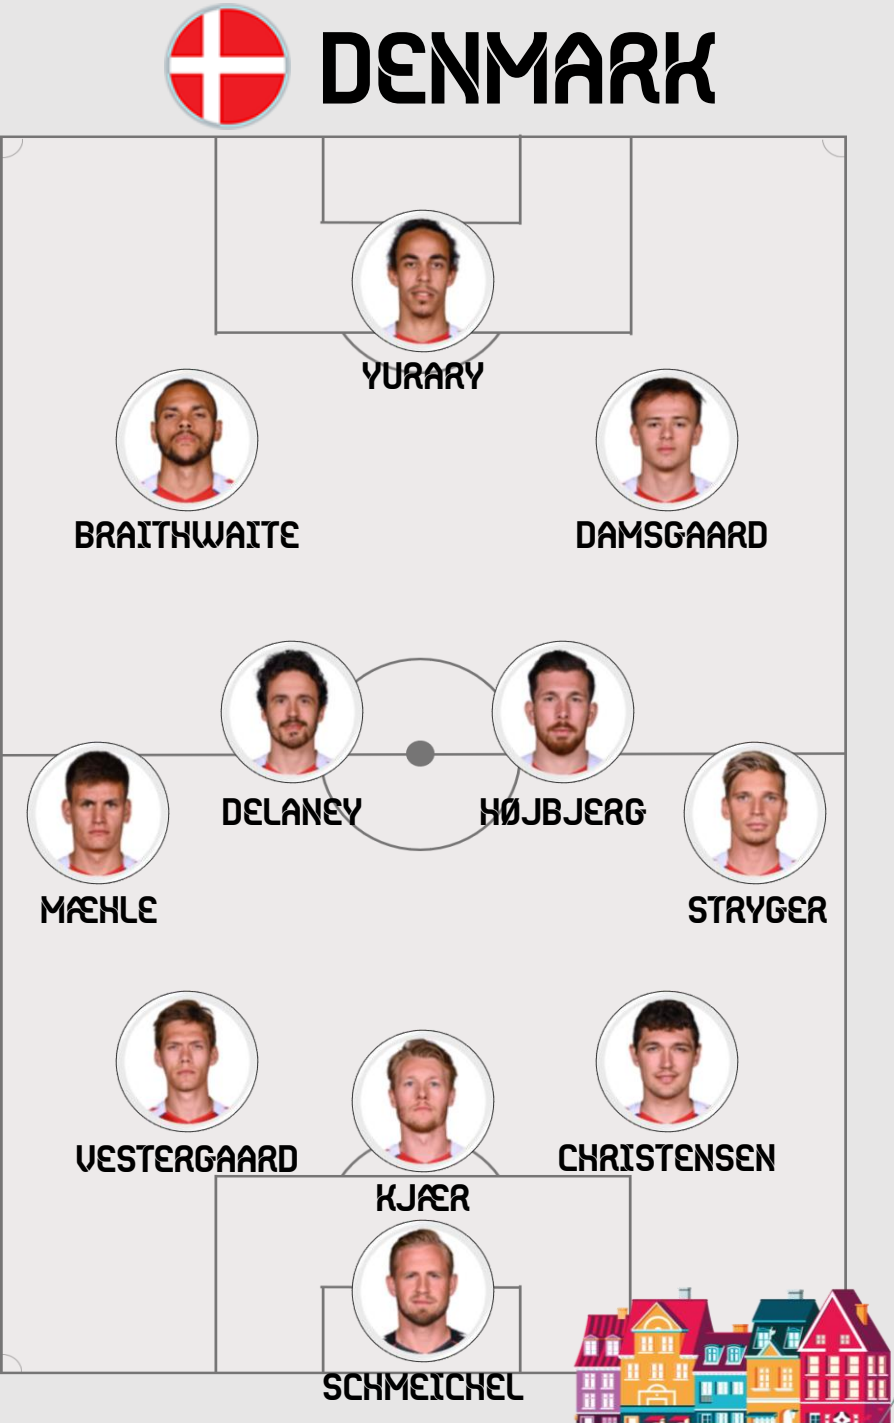 DENMARK
YURARY
BRAITHWAITE
DAMSGAARD
DELANEY
HØJBJERG
MÆHLE
STRYGER
VESTERGAARD
CHRISTENSEN
KJÆR
SCHMEICHEL